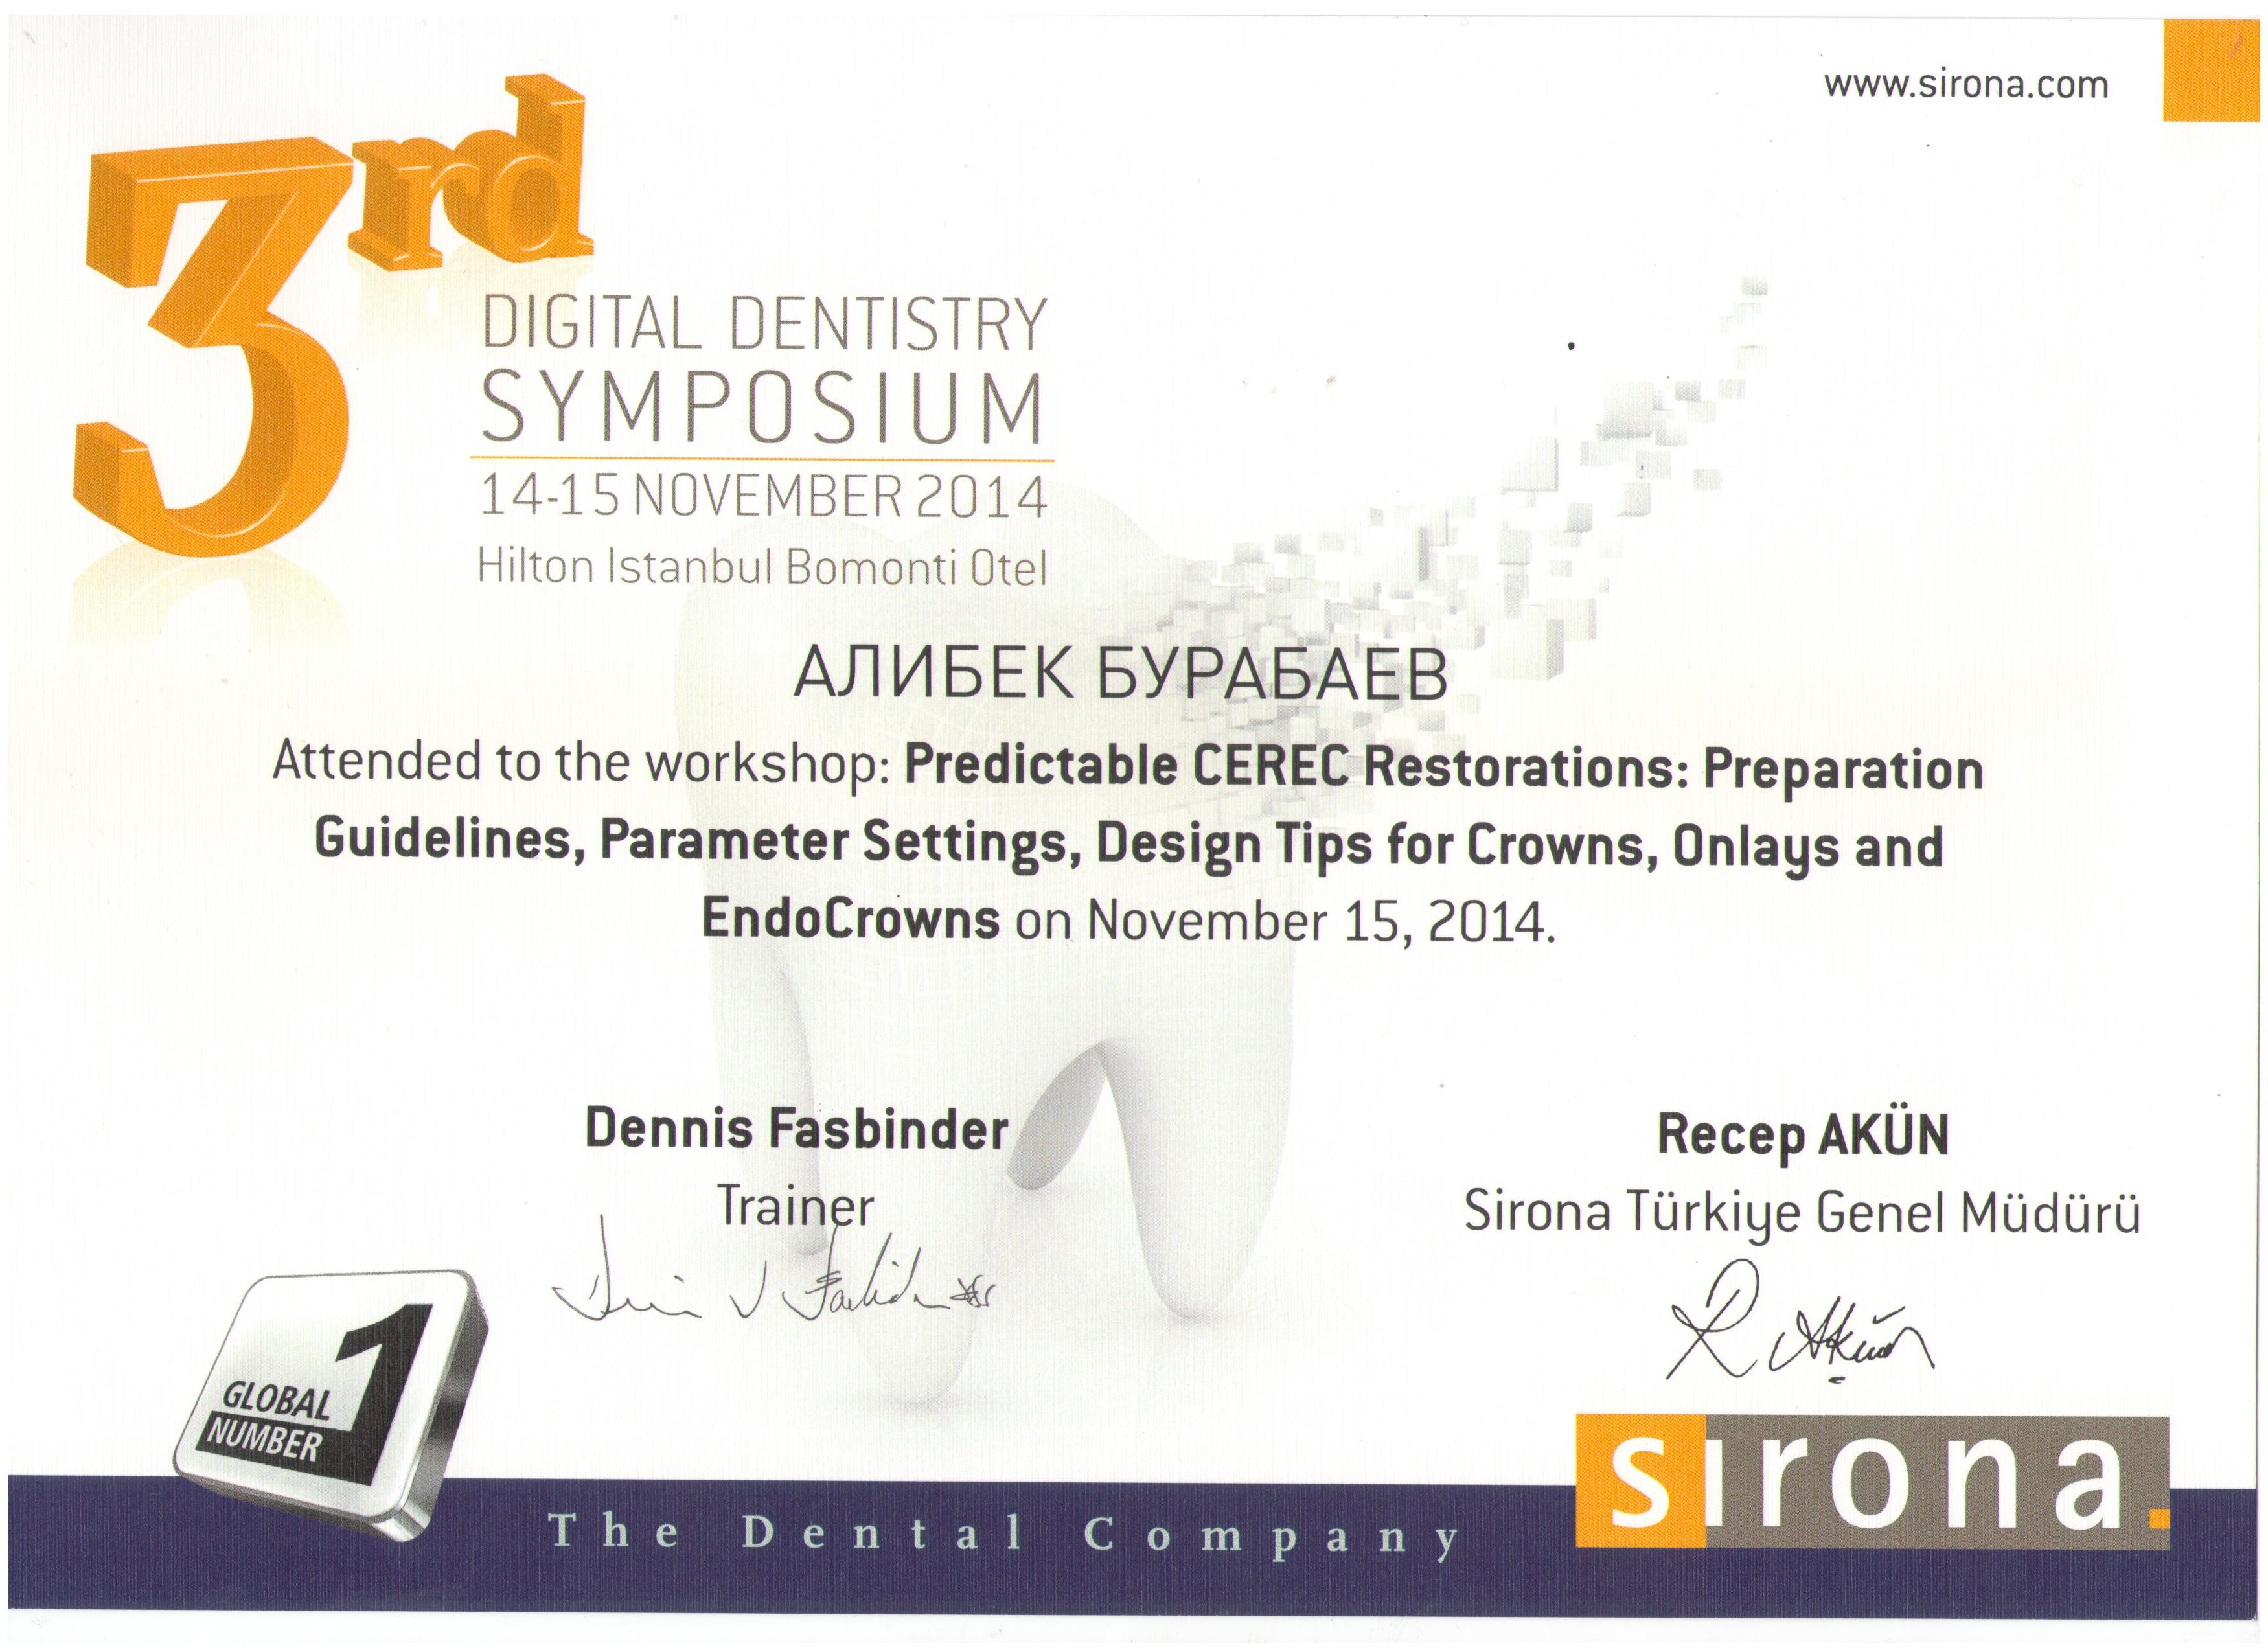 www.sirona.com
3rd
DIGITAL DENTISTRY
SYMPOSIUM
14-15 NOVEMBER 2014
Hilton Istanbul Bomonti Otel
АЛИБЕК БУРАБАЕВ
Attended to the workshop: Predictable CEREC Restorations: Preparation
Guidelines, Parameter Settings, Design Tips for Crowns, Onlays and
EndoCrowns on November 15, 2014.
Dennis Fasbinder
Trainer
Recep AKÜN
Sirona Türkiye Genel Müdürü
R Akün
GLOBAL
NUMBER
1
The Dental Company
sirona.